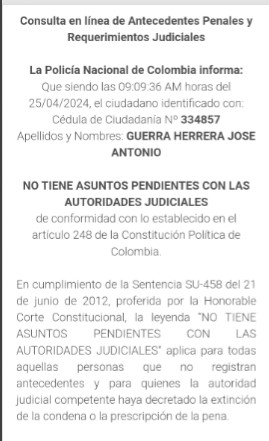 Consulta en línea de Antecedentes Penales y
Requerimientos Judiciales
La Policía Nacional de Colombia informa:
Que siendo las 09:09:36 AM horas del
25/04/2024, el ciudadano identificado con:
Cédula de Ciudadanía Nº 334857
Apellidos y Nombres: GUERRA HERRERA JOSE
ANTONIO
NO TIENE ASUNTOS PENDIENTES CON LAS
AUTORIDADES JUDICIALES
de conformidad con lo establecido en el
artículo 248 de la Constitución Política de
Colombia.
En cumplimiento de la Sentencia SU-458 del 21
de junio de 2012, proferida por la Honorable
Corte Constitucional, la leyenda “NO TIENE
ASUNTOS PENDIENTES CON LAS
AUTORIDADES JUDICIALES” aplica para todas
aquellas personas que no registran
antecedentes y para quienes la autoridad
judicial competente haya decretado la extinción
de la condena o la prescripción de la pena.